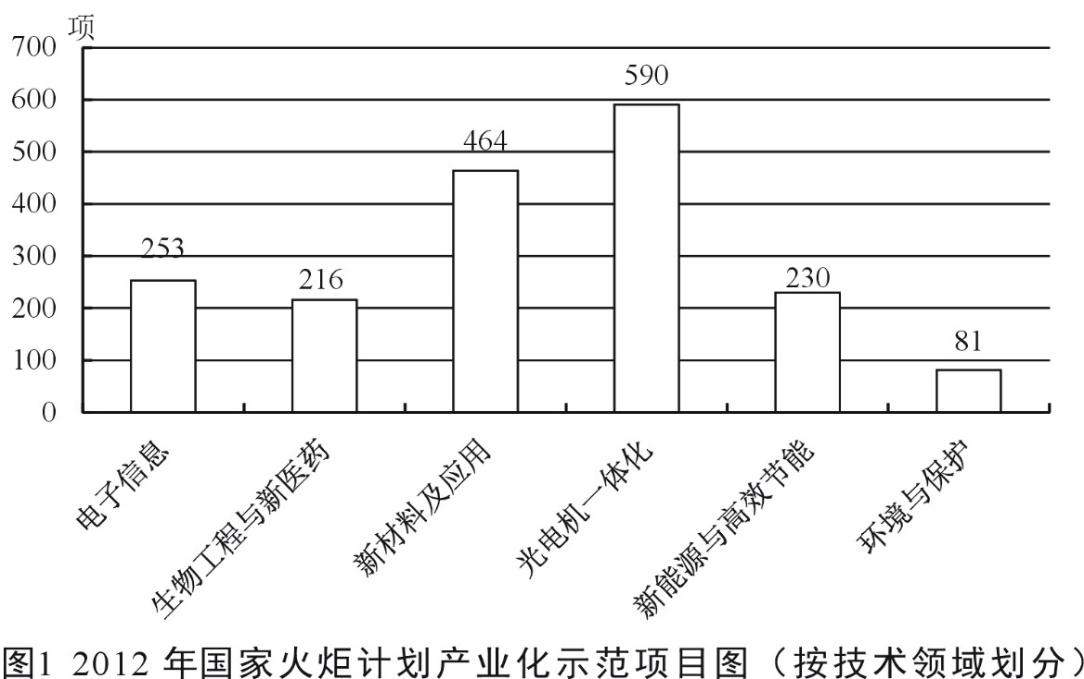 项
700
600
500
400
300
200
100
0
253
216
464
590
230
81
电子信息
生物工程与新医药
新材料及应用
光电机一体化
新能源与高效节能
环境与保护
图1 2012 年国家火炬计划产业化示范项目图（按技术领域划分）